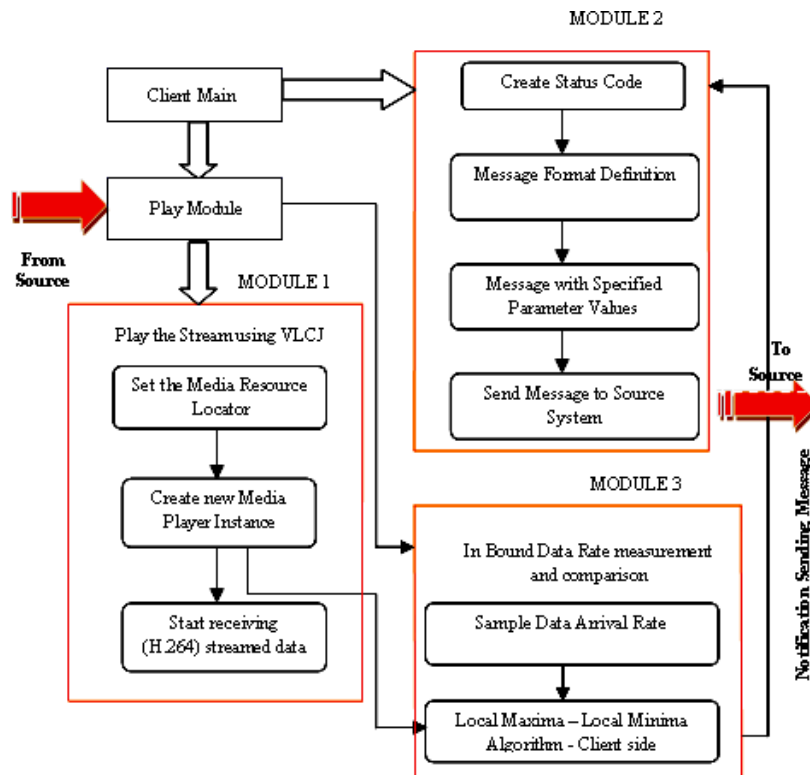 MODULE 2
Client Main
Create Status Code
Message Format Definition
Play Module
From
Source
MODULE 1
Message with Specified
Parameter Values
Play the Stream using VLCJ
To
Source
Set the Media Resource
Locator
Send Message to Source
System
MODULE 3
Create new Media
Player Instance
In Bound Data Rate measurement
and comparison
Start receiving
(H.264) streamed data
Sample Data Arrival Rate
Local Maxima – Local Minima
Algorithm - Client side
Notification Sending Message